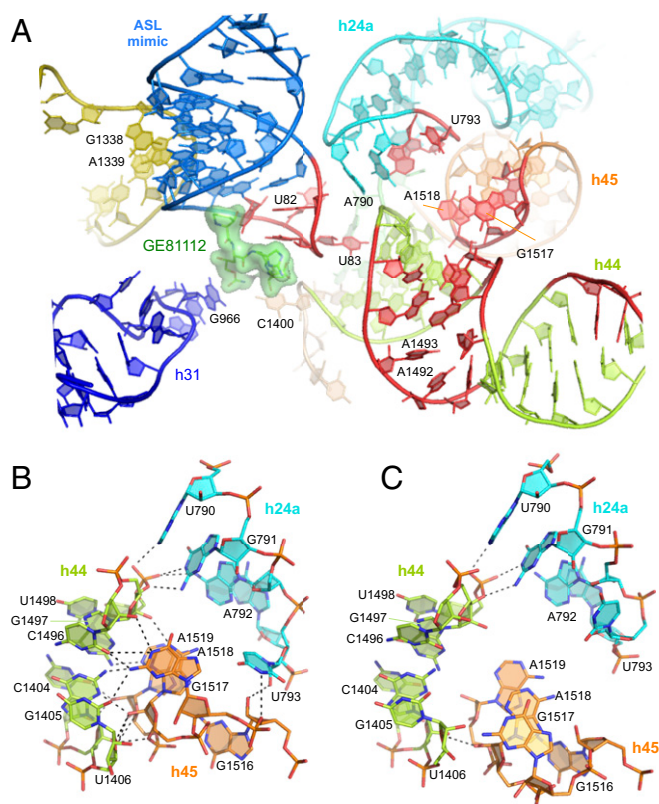 A
ASL
mimic
h24a
U793
G1338
A1339
h45
U82
A790
A1518
GE81112
U83
G1517
h44
G966
C1400
A1493
A1492
h31
B
U790
h24a
G791
h44
U1498
G1497
C1496
A792
A1519
A1518
C1404
G1517
U793
G1405
U1406
h45
G1516
C
U790
h24a
G791
h44
U1498
G1497
C1496
A792
U793
A1519
C1404
A1518
G1405
G1517
U1406
h45
G1516